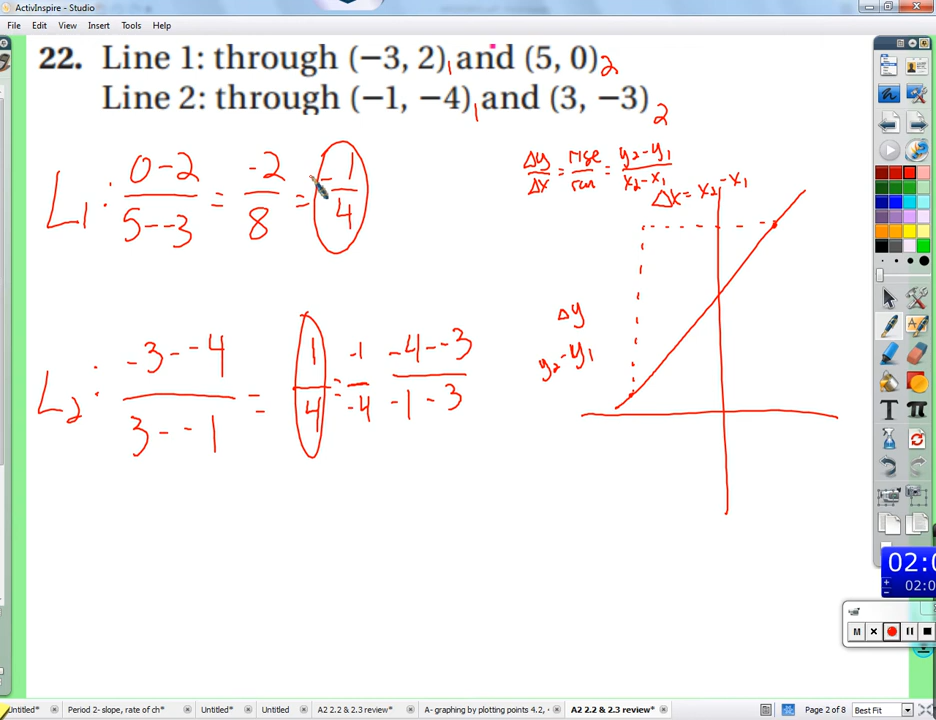 ActivInspire - Studio
File Edit View Insert Tools Help
22. Line 1: through (−3, 2)₁ and (5, 0)₂
Line 2: through (−1, −4)₁ and (3, −3)₂
L₁: 0-2 / 5--3 = -2 / 8 = -1 / 4
Δy / Δx = rise / run = y₂-y₁ / x₂-x₁
Δx = x₂-x₁
Δy
y₂-y₁
L₂: -3--4 / 3--1 = 1 / 4 = -1 / -4 -4--3 / -1-3
02:0
02:0
M
Untitled* Period 2- slope, rate of ch* Untitled* Untitled A2 2.2 & 2.3 review* A- graphing by plotting points 4.2, A2 2.2 & 2.3 review* Page 2 of 8 Best Fit